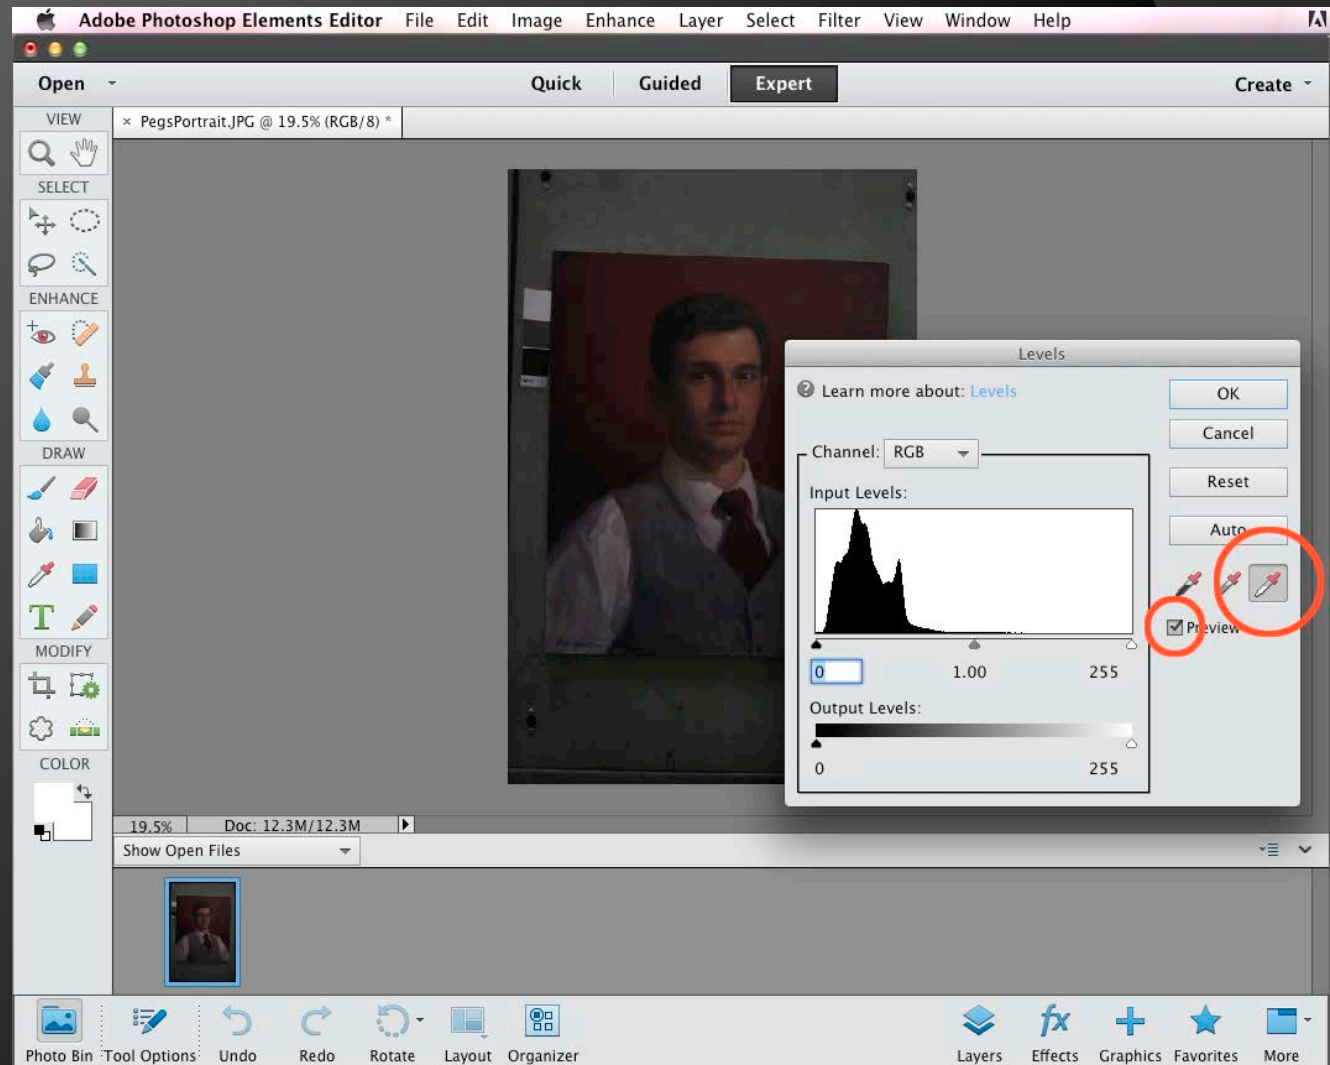 Adobe Photoshop Elements Editor File Edit Image Enhance Layer Select Filter View Window Help
Open Quick Guided Expert Create
VIEW
× PegsPortrait.JPG @ 19.5% (RGB/8) *
SELECT
ENHANCE
DRAW
MODIFY
COLOR
Levels
Learn more about: Levels
OK
Cancel
Channel: RGB
Reset
Input Levels:
Auto
Preview
0 1.00 255
Output Levels:
0 255
19.5% Doc: 12.3M/12.3M
Show Open Files
Photo Bin Tool Options Undo Redo Rotate Layout Organizer Layers Effects Graphics Favorites More